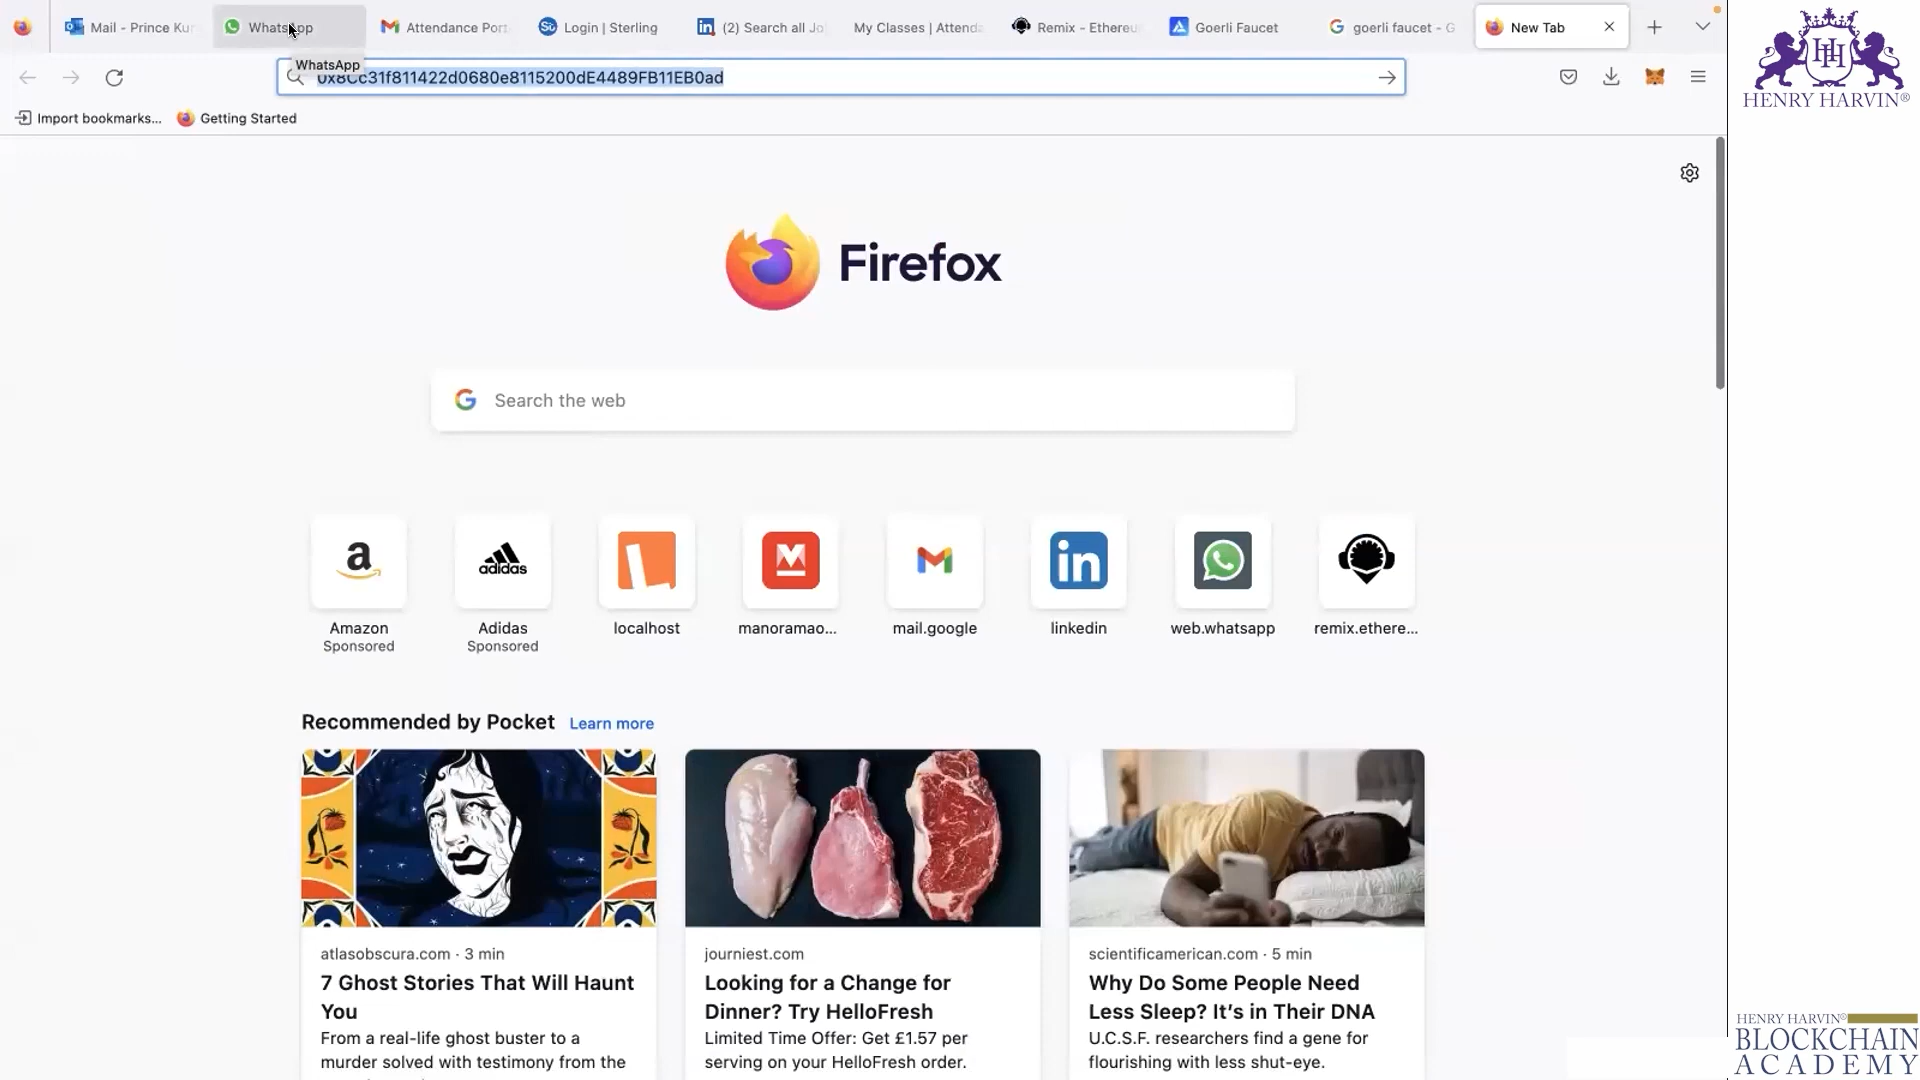 Mail - Prince Ku
WhatsApp
Attendance Port
Login | Sterling
(2) Search all Jo
My Classes | Attend
Remix - Ethereu
Goerli Faucet
goerli faucet - G
New Tab
WhatsApp
0x8Cc31f811422d0680e8115200dE4489FB11EB0ad
Import bookmarks...
Getting Started
HENRY HARVIN®
Firefox
Search the web
Amazon
Sponsored
Adidas
Sponsored
localhost
manoramao...
mail.google
linkedin
web.whatsapp
remix.ethere...
Recommended by Pocket
Learn more
atlasobscura.com · 3 min
7 Ghost Stories That Will Haunt
You
From a real-life ghost buster to a
murder solved with testimony from the
journiest.com
Looking for a Change for
Dinner? Try HelloFresh
Limited Time Offer: Get £1.57 per
serving on your HelloFresh order.
scientificamerican.com · 5 min
Why Do Some People Need
Less Sleep? It's in Their DNA
U.C.S.F. researchers find a gene for
flourishing with less shut-eye.
HENRY HARVIN®
BLOCKCHAIN
ACADEMY